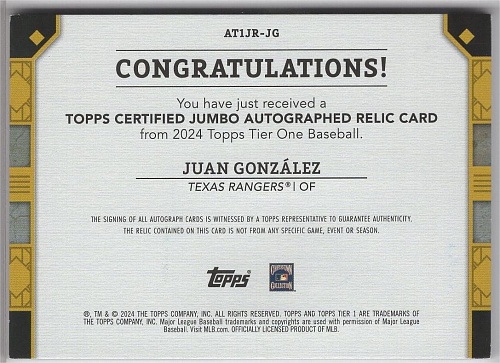 AT1JR-JG
CONGRATULATIONS!
You have just received a
TOPPS CERTIFIED JUMBO AUTOGRAPHED RELIC CARD
from 2024 Topps Tier One Baseball.
JUAN GONZÁLEZ
TEXAS RANGERS® | OF
THE SIGNING OF ALL AUTOGRAPH CARDS IS WITNESSED BY A TOPPS REPRESENTATIVE TO GUARANTEE AUTHENTICITY.
THE RELIC CONTAINED ON THIS CARD IS NOT FROM ANY SPECIFIC GAME, EVENT OR SEASON.
topps
COOPERSTOWN
COLLECTION
®, TM & © 2024 THE TOPPS COMPANY, INC. ALL RIGHTS RESERVED. TOPPS AND TOPPS TIER 1 ARE TRADEMARKS OF
THE TOPPS COMPANY, INC. Major League Baseball trademarks and copyrights are used with permission of Major League
Baseball. Visit MLB.com. OFFICIALLY LICENSED PRODUCT OF MLB.